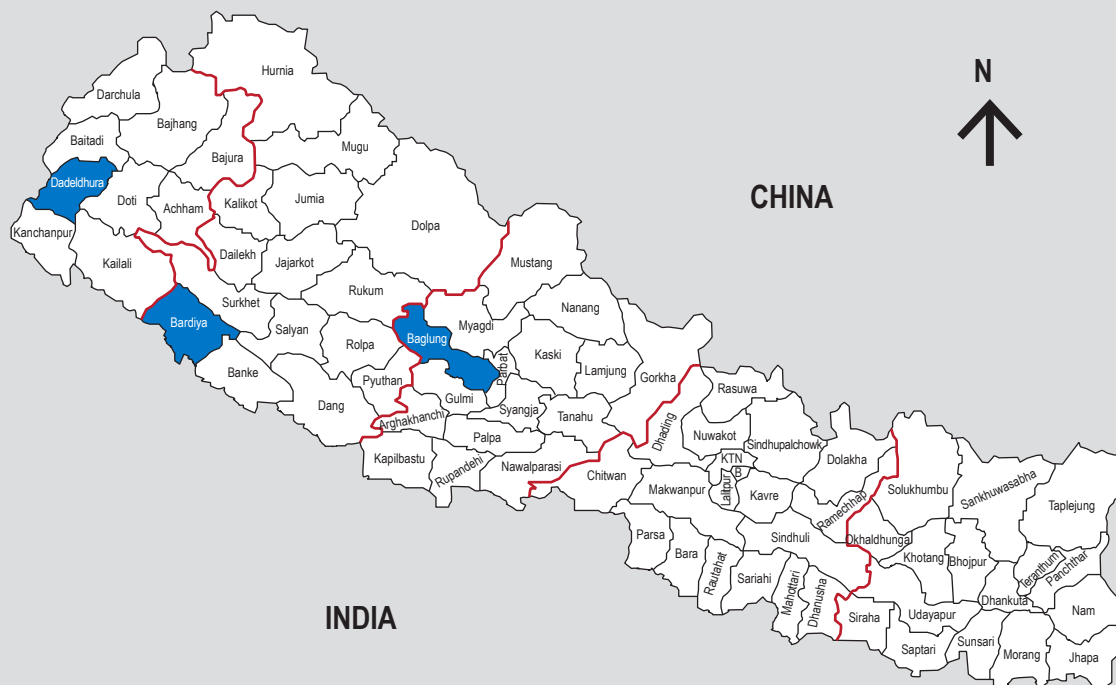 Hurnia
N
Darchula
Bajhang
Baitadi
Mugu
Bajura
Dadeldhura
CHINA
Doti
Achham
Kalikot
Jumia
Dolpa
Kanchanpur
Kailali
Dailekh
Jajarkot
Mustang
Rukum
Surkhet
Nanang
Bardiya
Salyan
Myagdi
Baglung
Rolpa
Kaski
Parbat
Banke
Pyuthan
Lamjung
Gorkha
Rasuwa
Gulmi
Dang
Syangja
Tanahu
Arghakhanchi
Dhading
Nuwakot
Sindhupalchowk
Palpa
Kapilbastu
Rupandehi
Nawalparasi
Chitwan
KTN
B
Lalitpur
Dolakha
Makwanpur
Kavre
Ramechhap
Solukhumbu
Sankhuwasabha
Taplejung
Parsa
Bara
Rautahat
Sindhuli
Okhaldhunga
Khotang
Bhojpur
Teranthum
Panchthar
Sariahi
Mahottari
Dhanusha
Dhankuta
INDIA
Siraha
Udayapur
Nam
Saptari
Sunsari
Morang
Jhapa